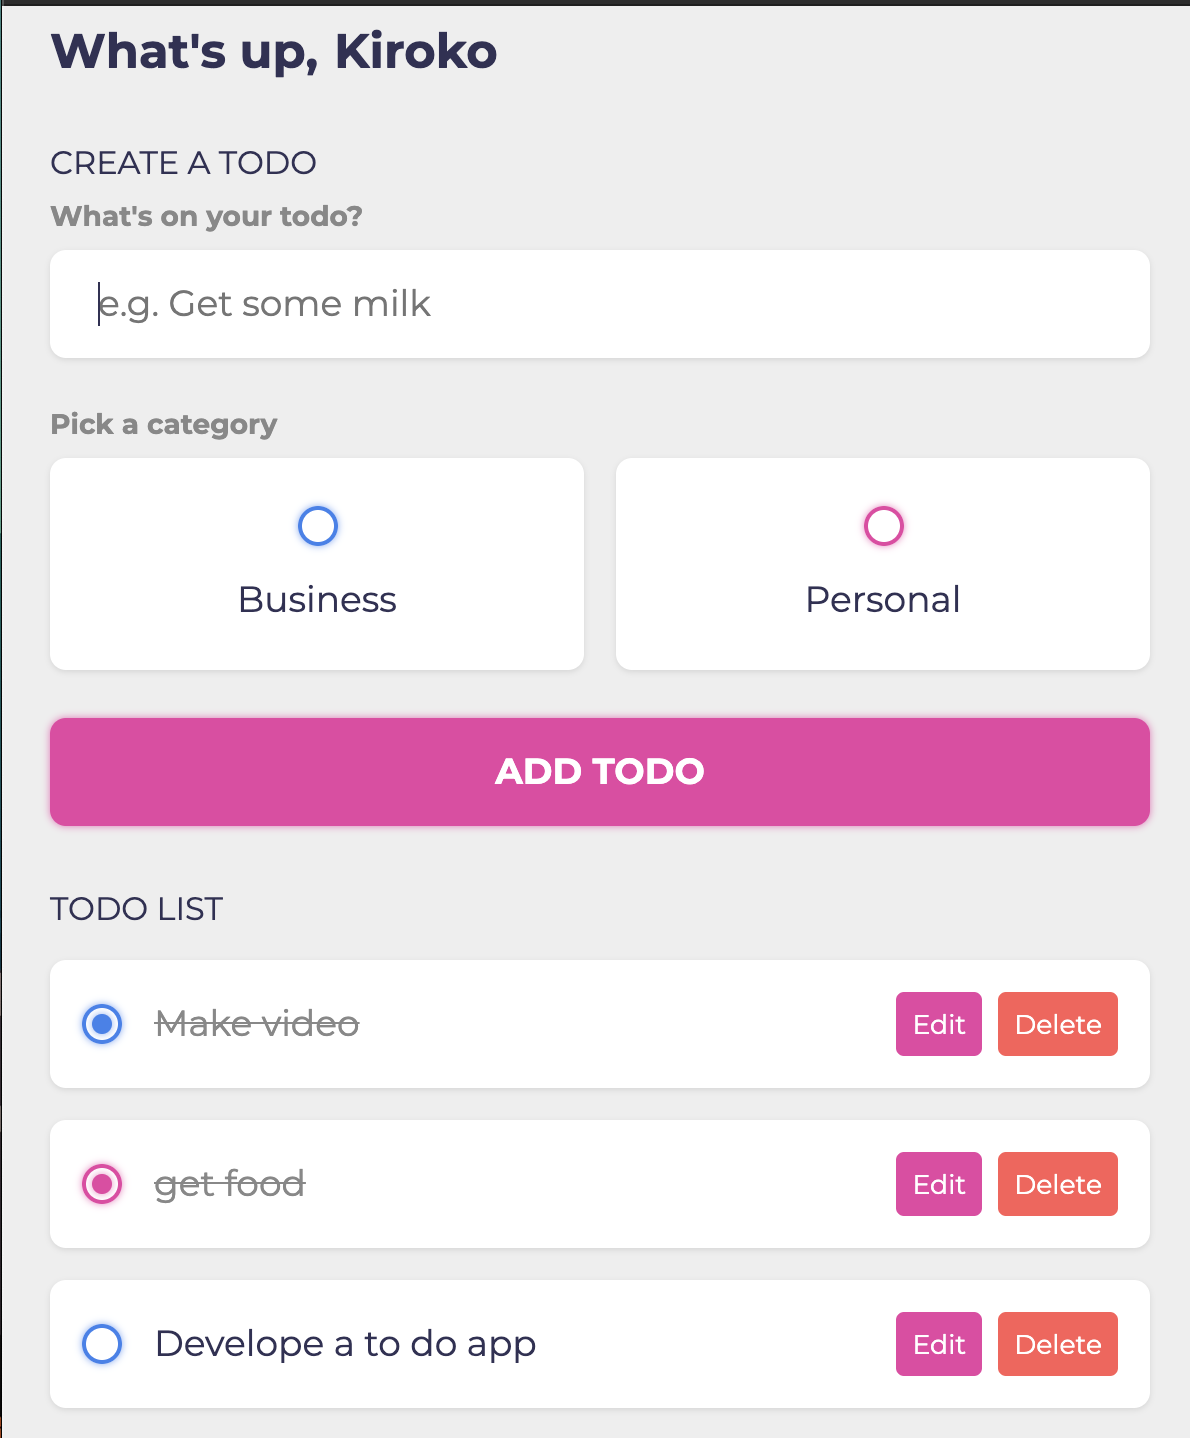 What's up, Kiroko
CREATE A TODO
What's on your todo?
e.g. Get some milk
Pick a category
Business
Personal
ADD TODO
TODO LIST
Make video
Edit
Delete
get food
Edit
Delete
Develope a to do app
Edit
Delete